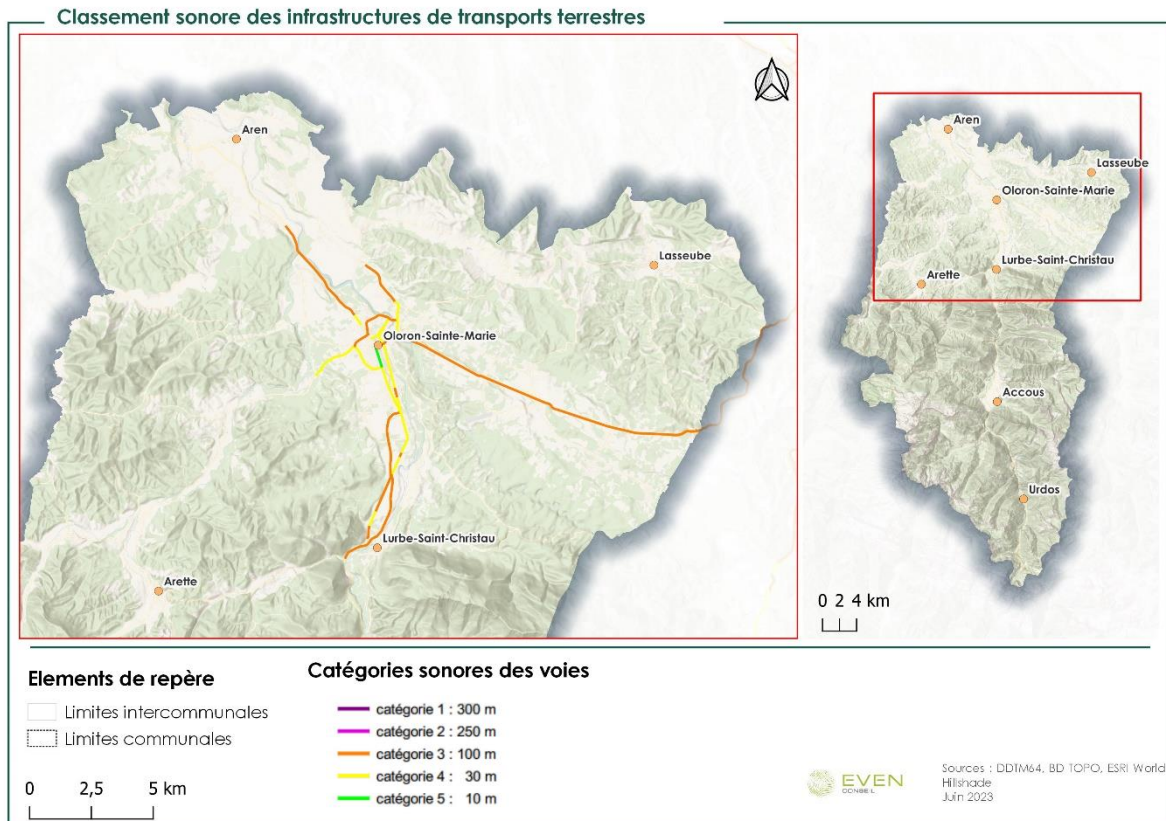 Classement sonore des infrastructures de transports terrestres
Aren
Lasseube
Oloron-Sainte-Marie
Lurbe-Saint-Christau
Arette
Aren
Lasseube
Oloron-Sainte-Marie
Lurbe-Saint-Christau
Arette
Accous
Urdos
0 2 4 km
Elements de repère
Limites intercommunales
Limites communales
0 2,5 5 km
Catégories sonores des voies
catégorie 1 : 300 m
catégorie 2 : 250 m
catégorie 3 : 100 m
catégorie 4 : 30 m
catégorie 5 : 10 m
EVEN
CONSEIL
Sources : DDTM64, BD TOPO, ESRI World
Hillshade
Juin 2023